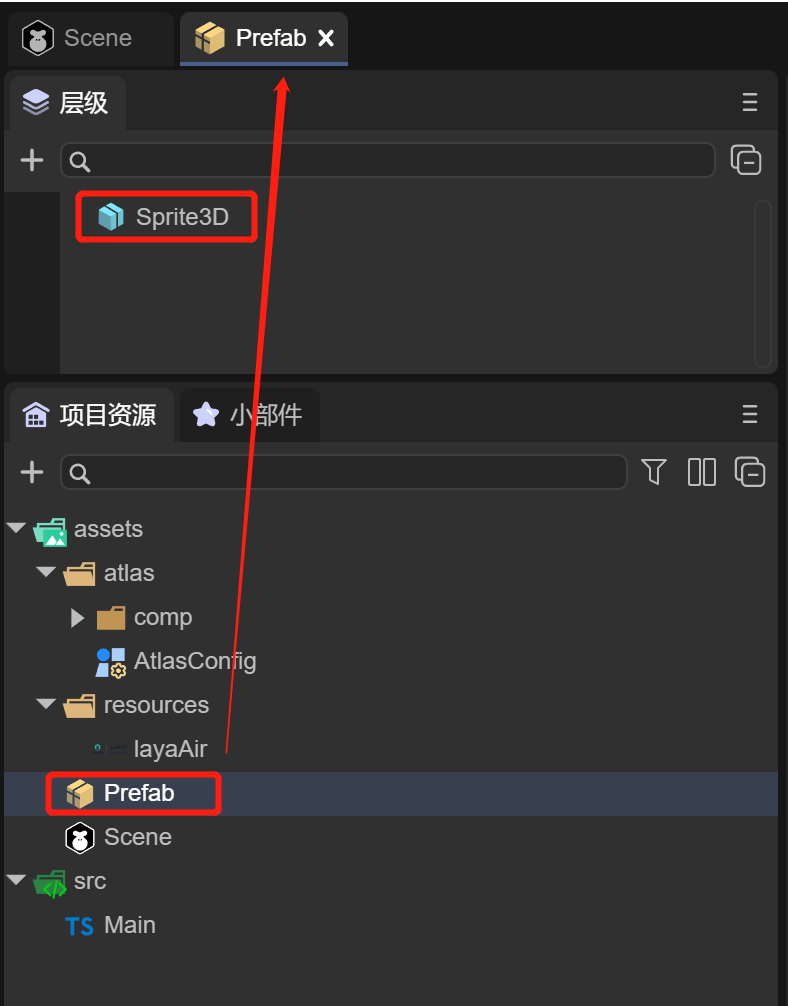 Scene
Prefab
层级
Sprite3D
项目资源
小部件
assets
atlas
comp
AtlasConfig
resources
layaAir
Prefab
Scene
src
TS Main